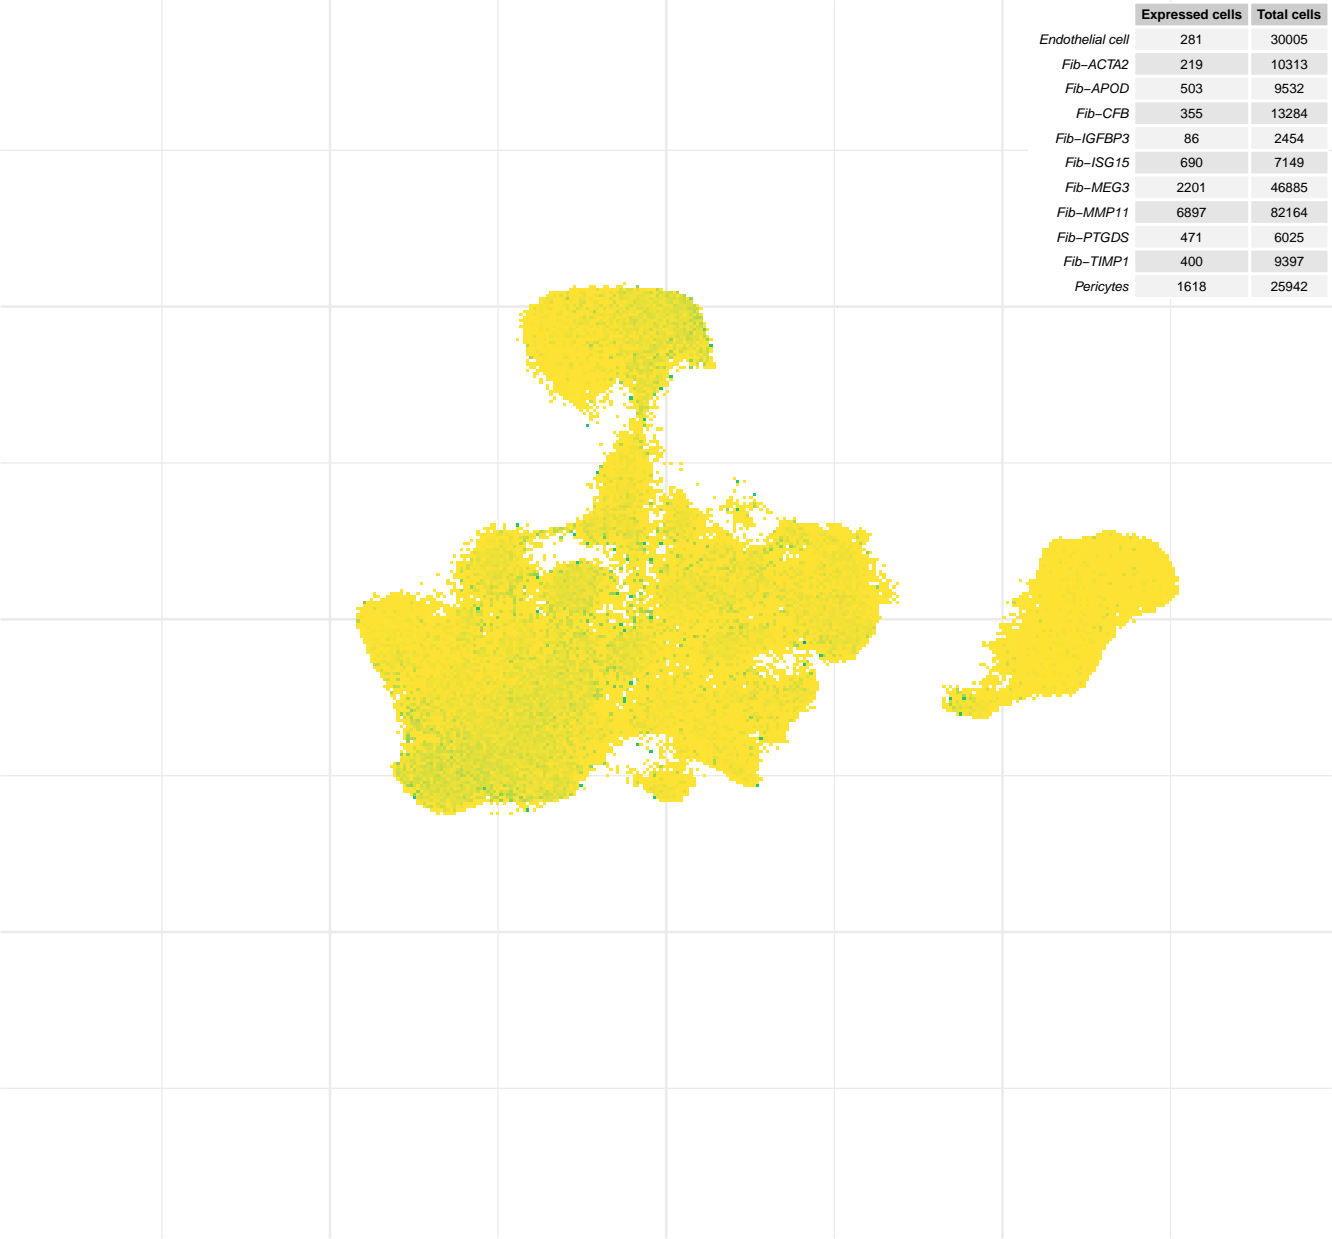 Expressed cells Total cells
Endothelial cell 281 30005
Fib−ACTA2 219 10313
Fib−APOD 503 9532
Fib−CFB 355 13284
Fib−IGFBP3 86 2454
Fib−ISG15 690 7149
Fib−MEG3 2201 46885
Fib−MMP11 6897 82164
Fib−PTGDS 471 6025
Fib−TIMP1 400 9397
Pericytes 1618 25942